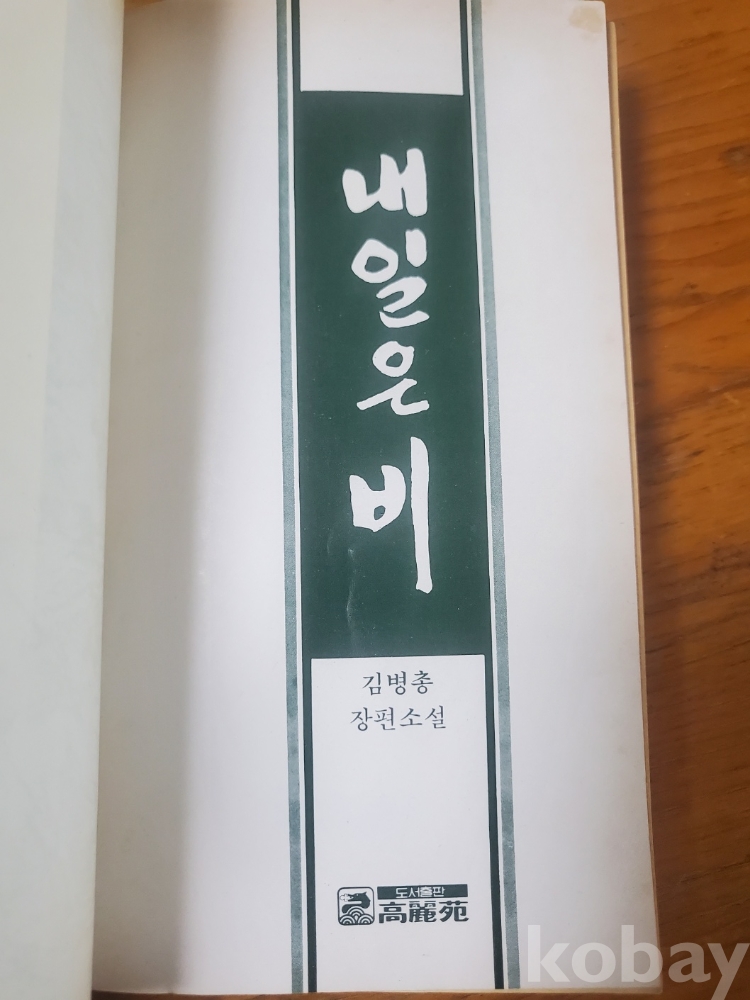 내일은비
김병총
장편소설
도서출판
高麗苑
kobay